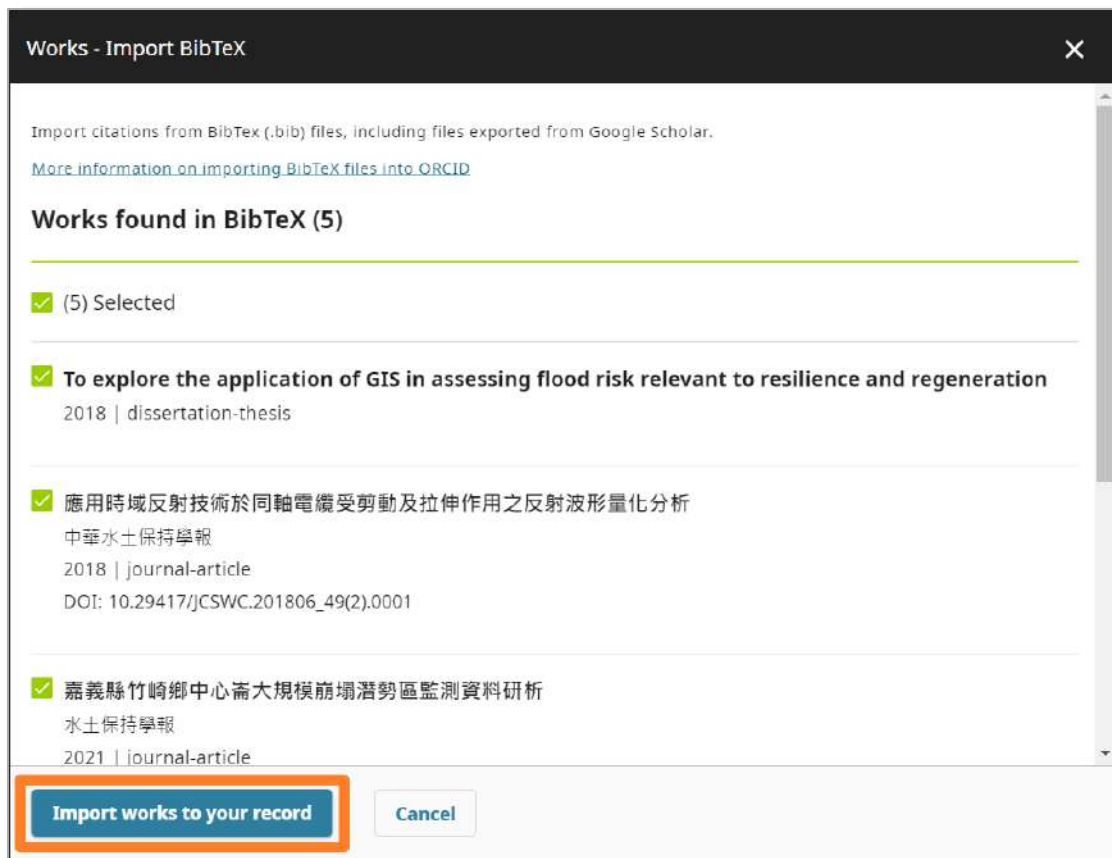 Works - Import BibTeX
Import citations from BibTex (.bib) files, including files exported from Google Scholar.
More information on importing BibTeX files into ORCID
Works found in BibTeX (5)
(5) Selected
To explore the application of GIS in assessing flood risk relevant to resilience and regeneration
2018 | dissertation-thesis
應用時域反射技術於同軸電纜受剪動及拉伸作用之反射波形量化分析
中華水土保持學報
2018 | journal-article
DOI: 10.29417/JCSWC.201806_49(2).0001
嘉義縣竹崎鄉中心崙大規模崩塌潛勢區監測資料研析
水土保持學報
2021 | journal-article
Import works to your record
Cancel